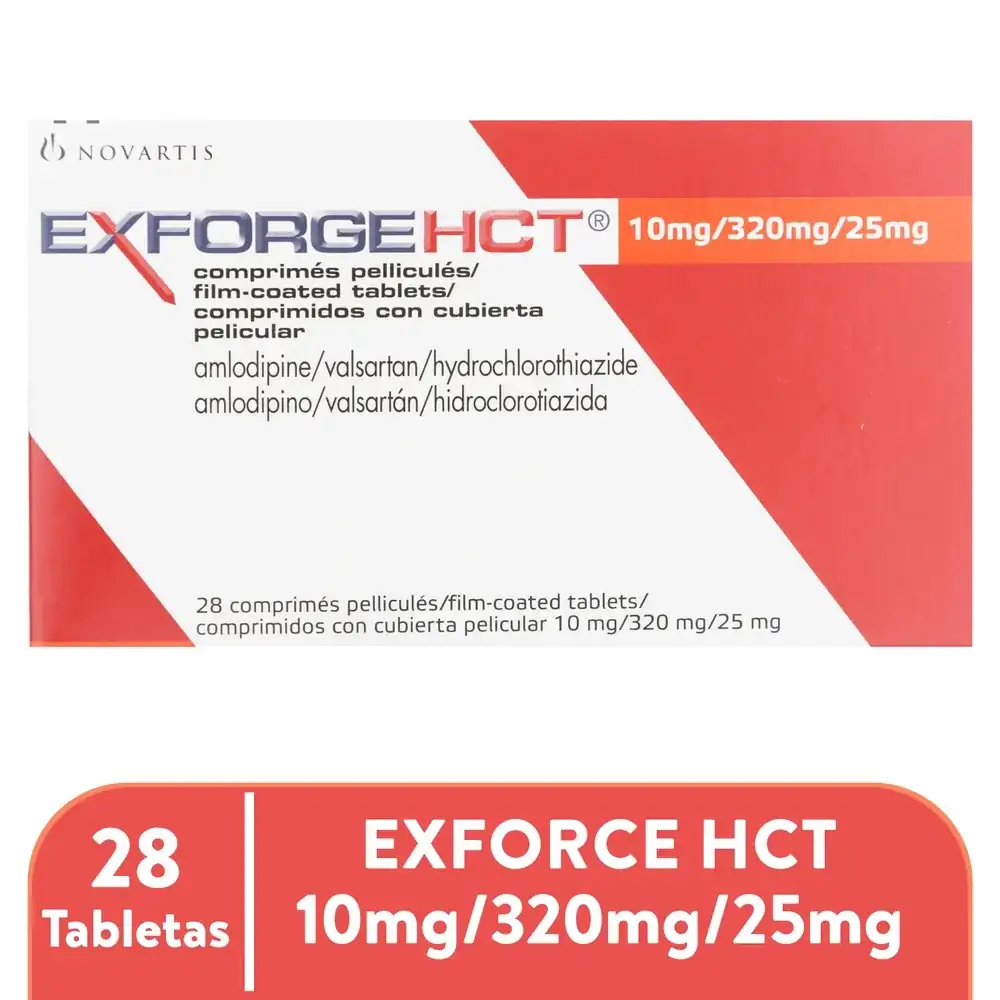 NOVARTIS
EXFORGE HCT® 10mg/320mg/25mg
comprimés pelliculés/
film-coated tablets/
comprimidos con cubierta
pelicular
amlodipine/valsartan/hydrochlorothiazide
amlodipino/valsartán/hidroclorotiazida
28 comprimés pelliculés/film-coated tablets/
comprimidos con cubierta pelicular 10 mg/320 mg/25 mg
28
Tabletas
EXFORCE HCT
10mg/320mg/25mg